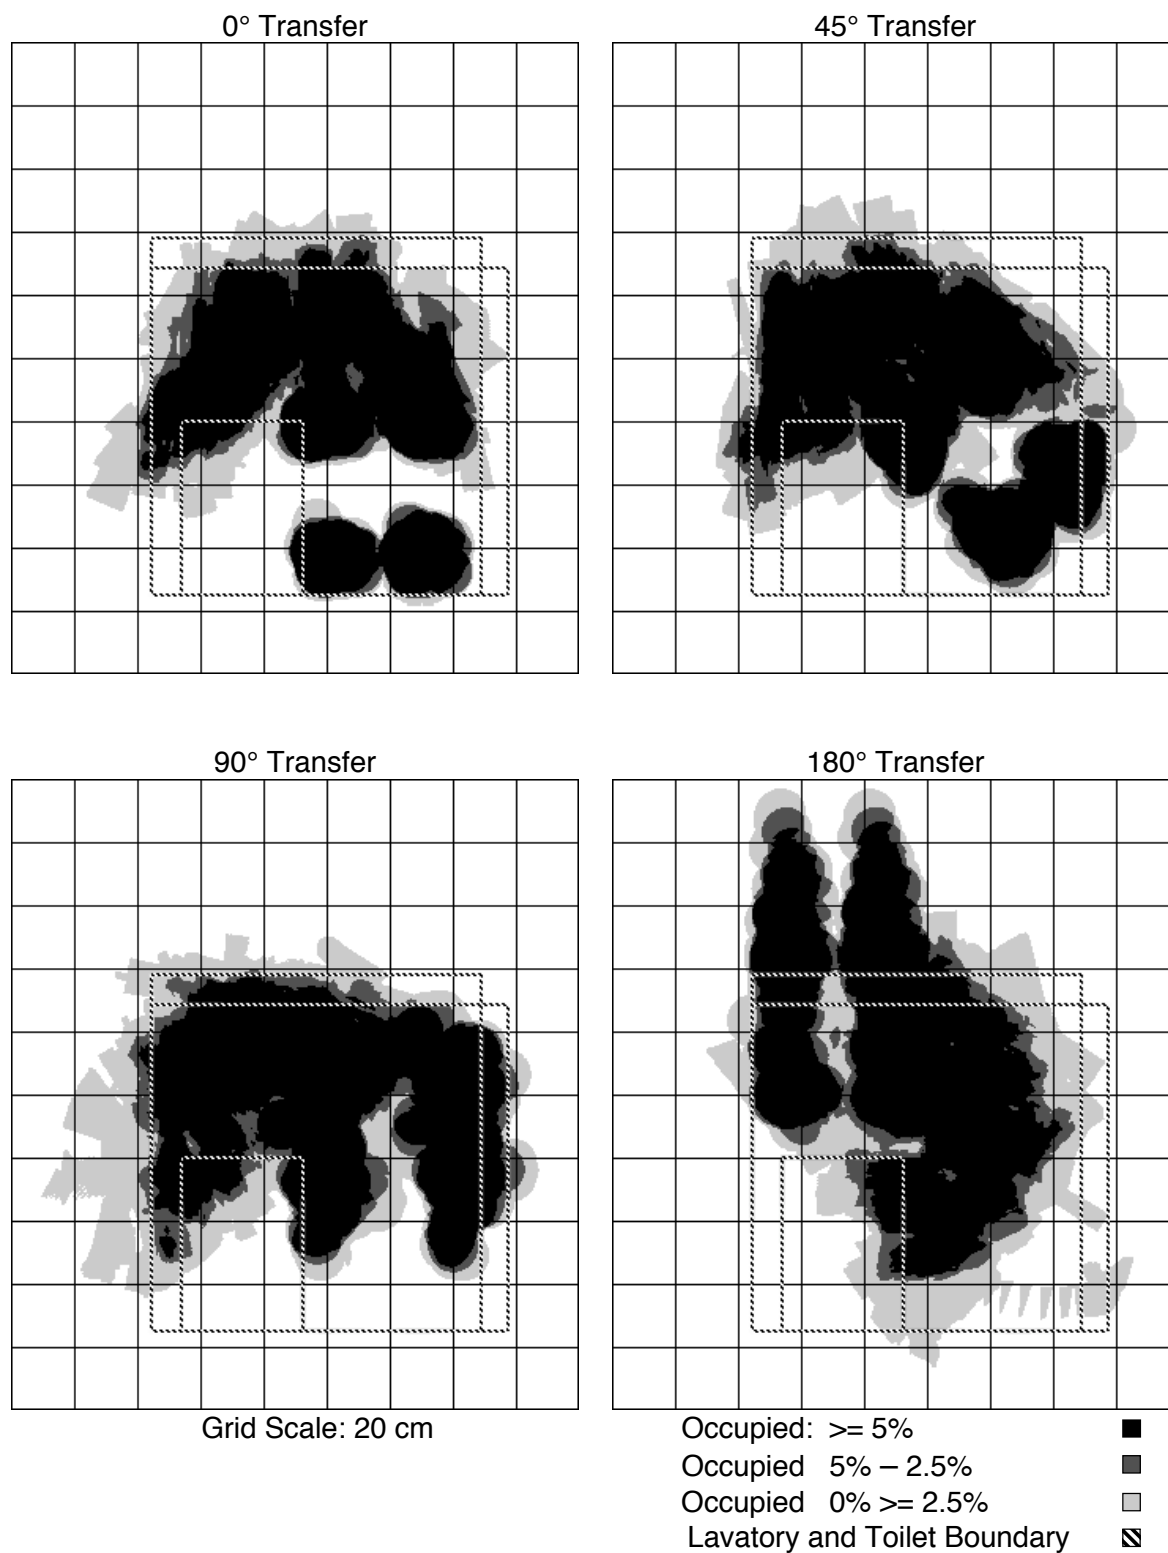 0° Transfer
45° Transfer
90° Transfer
180° Transfer
Grid Scale: 20 cm
Occupied: >= 5%
Occupied 5% – 2.5%
Occupied 0% >= 2.5%
Lavatory and Toilet Boundary